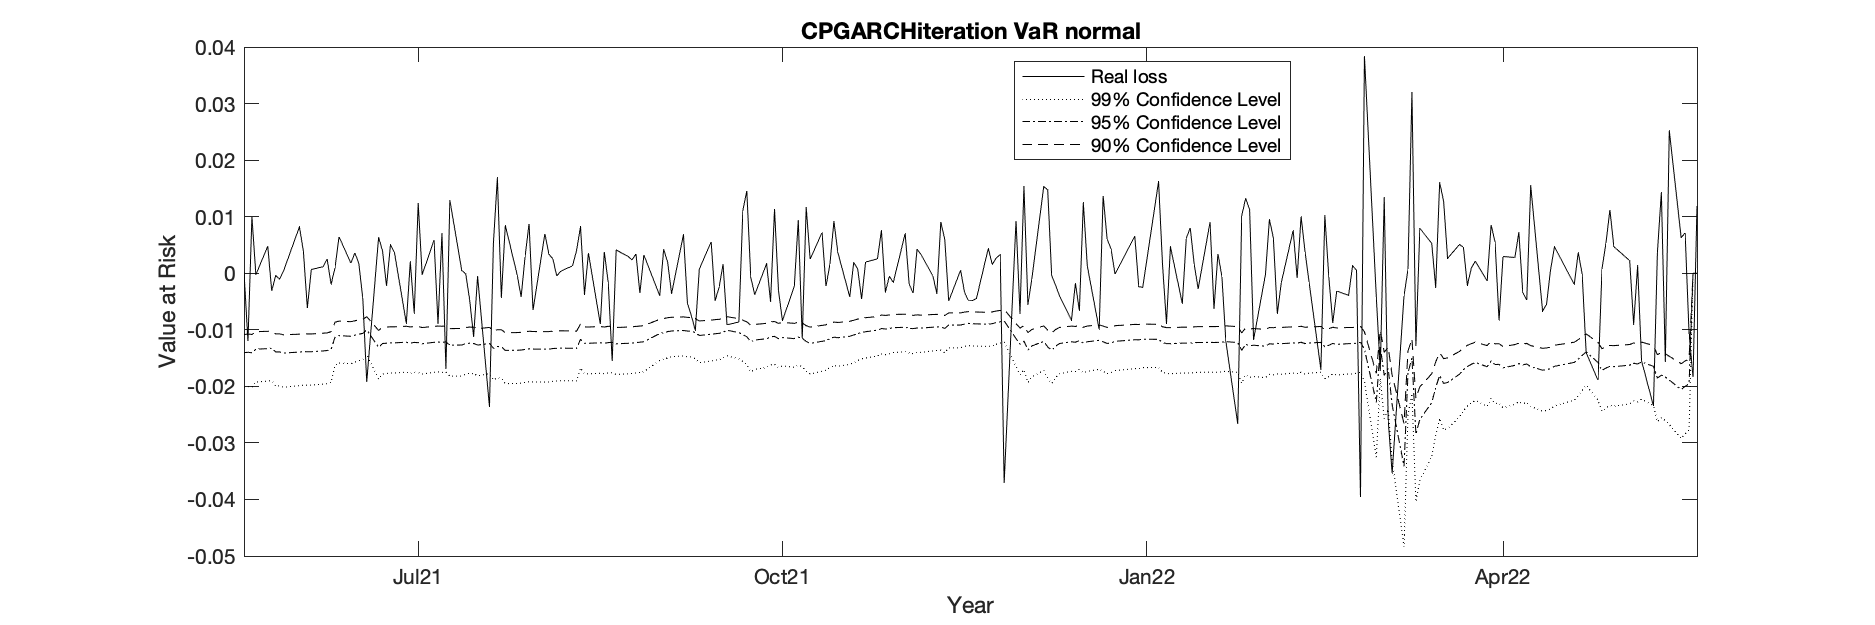 CPGARCHiteration VaR normal
0.04
0.03
0.02
0.01
0
-0.01
-0.02
-0.03
-0.04
-0.05
Value at Risk
Real loss
99% Confidence Level
95% Confidence Level
90% Confidence Level
Jul21 Oct21 Jan22 Apr22
Year